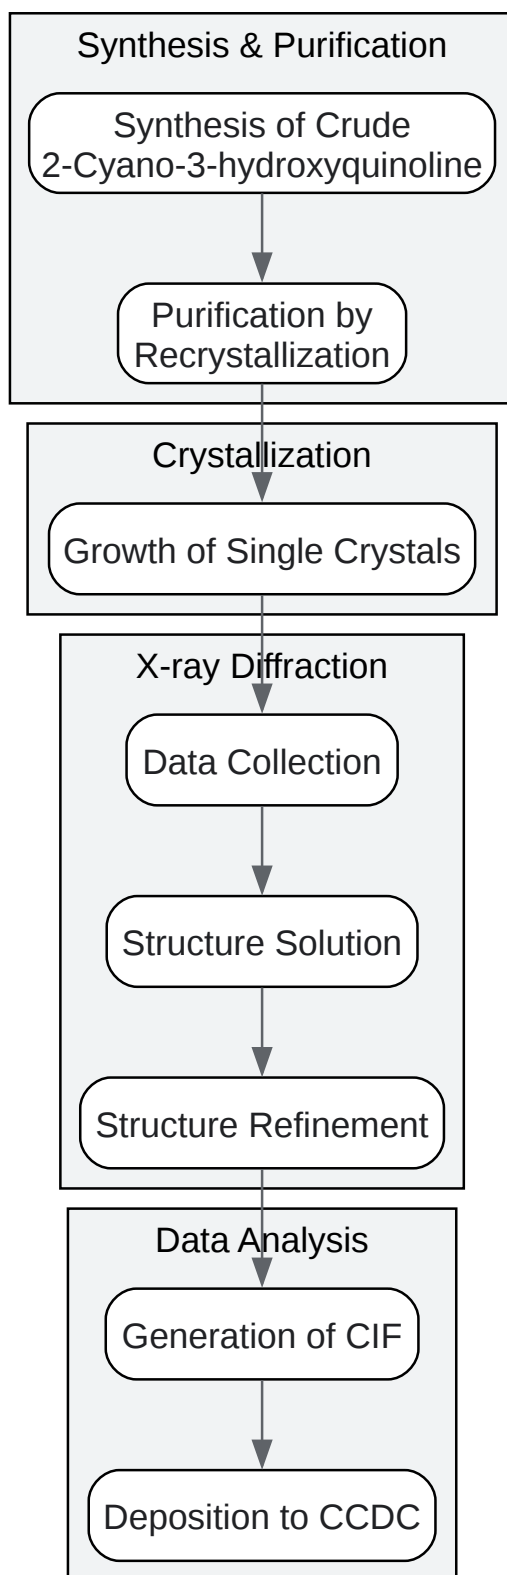 Synthesis & Purification
Synthesis of Crude
2-Cyano-3-hydroxyquinoline
Purification by
Recrystallization
Crystallization
Growth of Single Crystals
X-ray Diffraction
Data Collection
Structure Solution
Structure Refinement
Data Analysis
Generation of CIF
Deposition to CCDC